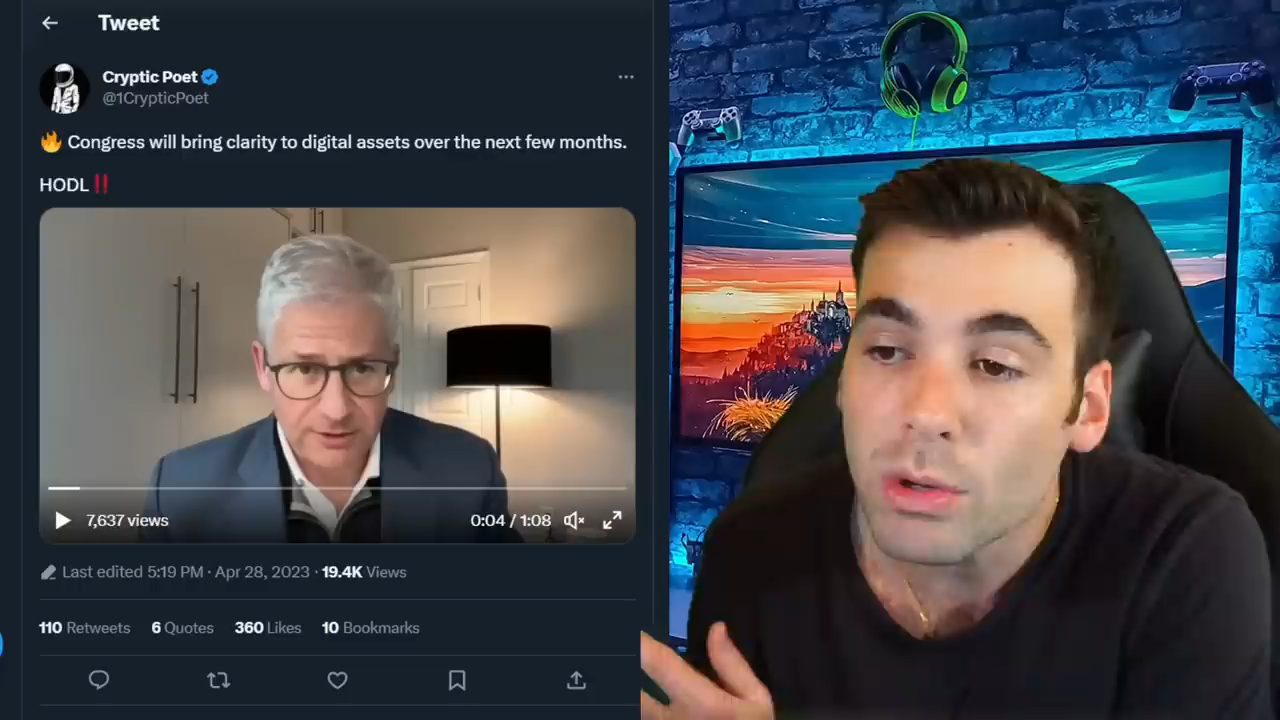 Tweet
Cryptic Poet
@1CrypticPoet
🔥 Congress will bring clarity to digital assets over the next few months.
HODL‼️
7,637 views
0:04 / 1:08
Last edited 5:19 PM · Apr 28, 2023 · 19.4K Views
110 Retweets 6 Quotes 360 Likes 10 Bookmarks